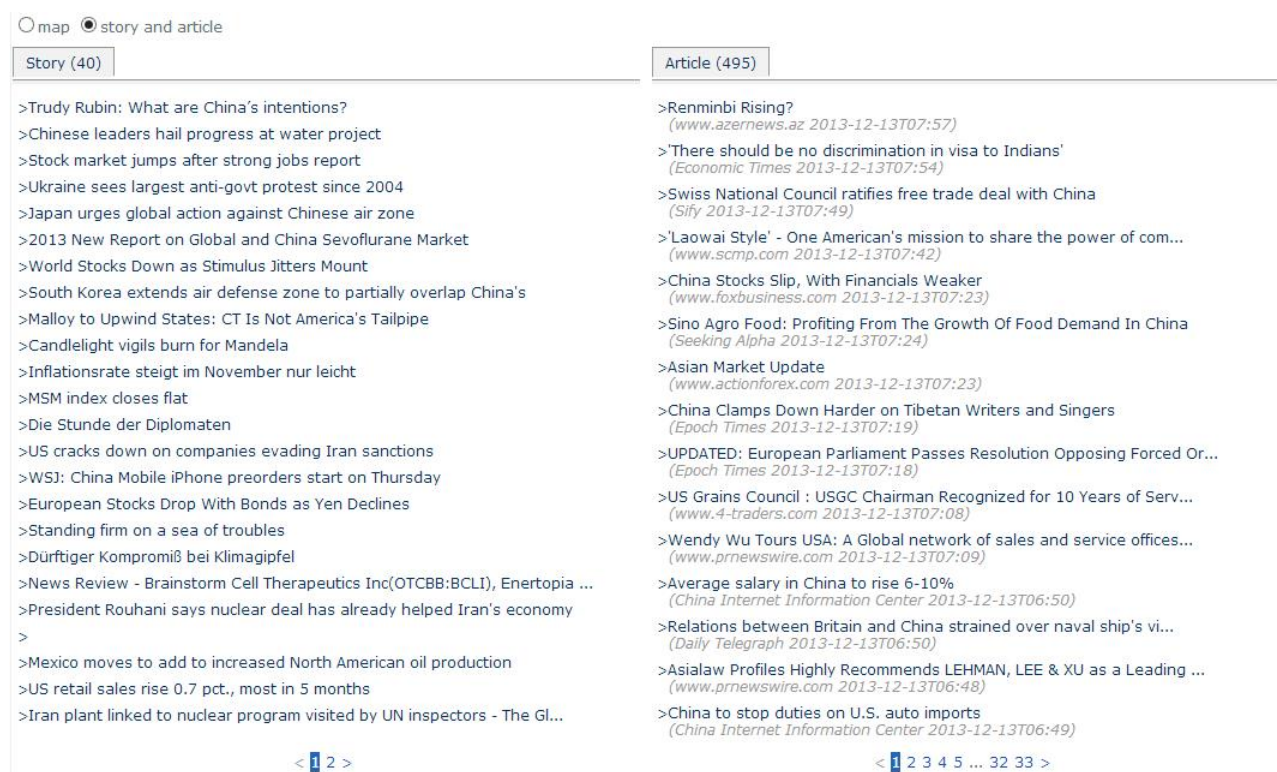 map story and article
Story (40)
>Trudy Rubin: What are China's intentions?
>Chinese leaders hail progress at water project
>Stock market jumps after strong jobs report
>Ukraine sees largest anti-govt protest since 2004
>Japan urges global action against Chinese air zone
>2013 New Report on Global and China Sevoflurane Market
>World Stocks Down as Stimulus Jitters Mount
>South Korea extends air defense zone to partially overlap China's
>Malloy to Upwind States: CT Is Not America's Tailpipe
>Candlelight vigils burn for Mandela
>Inflationsrate steigt im November nur leicht
>MSM index closes flat
>Die Stunde der Diplomaten
>US cracks down on companies evading Iran sanctions
>WSJ: China Mobile iPhone preorders start on Thursday
>European Stocks Drop With Bonds as Yen Declines
>Standing firm on a sea of troubles
>Dürftiger Kompromiß bei Klimagipfel
>News Review - Brainstorm Cell Therapeutics Inc(OTCBB:BCLI), Enertopia ...
>President Rouhani says nuclear deal has already helped Iran's economy
>
>Mexico moves to add to increased North American oil production
>US retail sales rise 0.7 pct., most in 5 months
>Iran plant linked to nuclear program visited by UN inspectors - The Gl...
< 1 2 >
Article (495)
>Renminbi Rising?
(www.azernews.az 2013-12-13T07:57)
>'There should be no discrimination in visa to Indians'
(Economic Times 2013-12-13T07:54)
>Swiss National Council ratifies free trade deal with China
(Sify 2013-12-13T07:49)
>'Laowai Style' - One American's mission to share the power of com...
(www.scmp.com 2013-12-13T07:42)
>China Stocks Slip, With Financials Weaker
(www.foxbusiness.com 2013-12-13T07:23)
>Sino Agro Food: Profiting From The Growth Of Food Demand In China
(Seeking Alpha 2013-12-13T07:24)
>Asian Market Update
(www.actionforex.com 2013-12-13T07:23)
>China Clamps Down Harder on Tibetan Writers and Singers
(Epoch Times 2013-12-13T07:19)
>UPDATED: European Parliament Passes Resolution Opposing Forced Or...
(Epoch Times 2013-12-13T07:18)
>US Grains Council : USGC Chairman Recognized for 10 Years of Serv...
(www.4-traders.com 2013-12-13T07:08)
>Wendy Wu Tours USA: A Global network of sales and service offices...
(www.prnewswire.com 2013-12-13T07:09)
>Average salary in China to rise 6-10%
(China Internet Information Center 2013-12-13T06:50)
>Relations between Britain and China strained over naval ship's vi...
(Daily Telegraph 2013-12-13T06:50)
>Asialaw Profiles Highly Recommends LEHMAN, LEE & XU as a Leading ...
(www.prnewswire.com 2013-12-13T06:48)
>China to stop duties on U.S. auto imports
(China Internet Information Center 2013-12-13T06:49)
< 1 2 3 4 5 ... 32 33 >